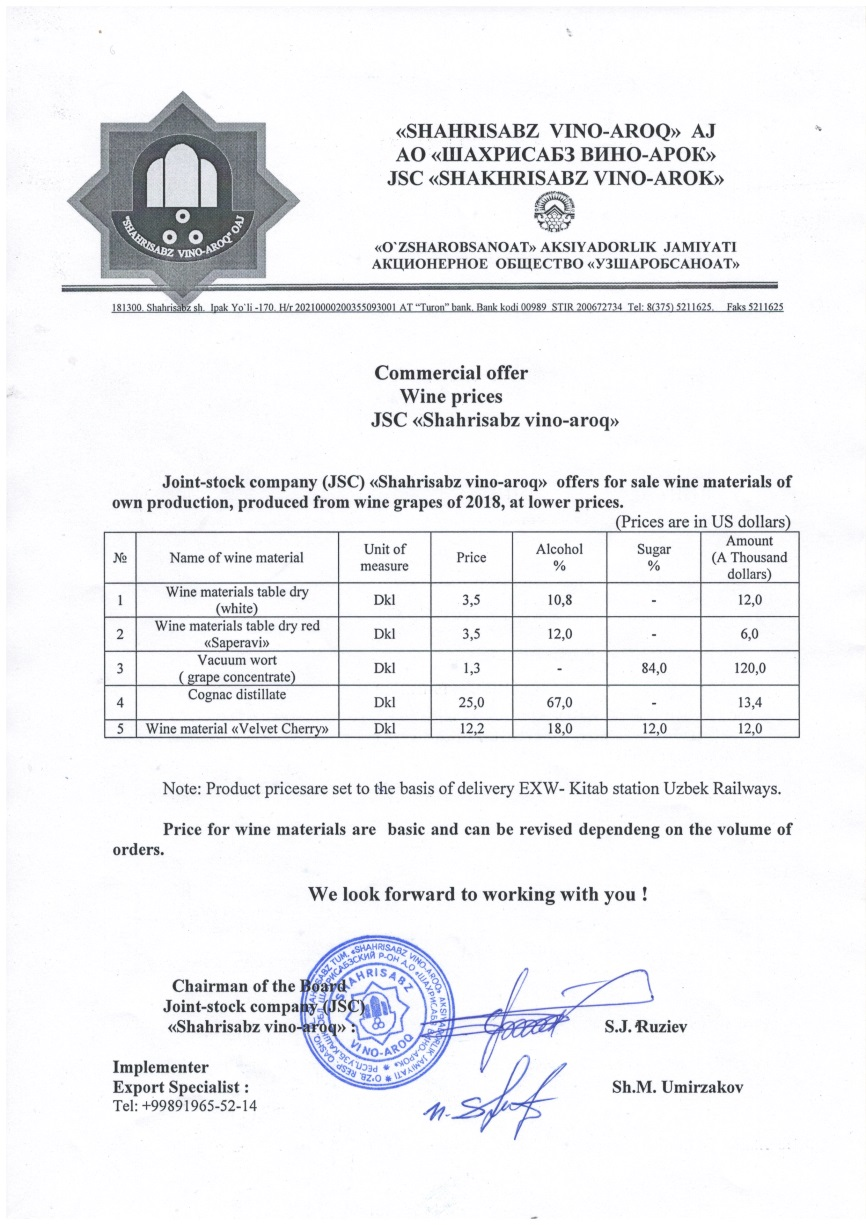 «SHAHRISABZ VINO-AROQ» AJ
АО «ШАХРИСАБЗ ВИНО-АРОК»
JSC «SHAKHRISABZ VINO-AROK»
"SHAHRISABZ VINO-AROQ" OAJ
«O`ZSHAROBSANOAT» AKSIYADORLIK JAMIYATI
АКЦИОНЕРНОЕ ОБЩЕСТВО «УЗШАРОБСАНОАТ»
181300. Shahrisabz sh. Ipak Yo`li -170. H/r 20210000200355093001 AT "Turon" bank. Bank kodi 00989 STIR 200672734 Tel: 8(375) 5211625. Faks 5211625
Commercial offer
Wine prices
JSC «Shahrisabz vino-aroq»
Joint-stock company (JSC) «Shahrisabz vino-aroq» offers for sale wine materials of
own production, produced from wine grapes of 2018, at lower prices.
(Prices are in US dollars)
№ Name of wine material Unit of measure Price Alcohol % Sugar % Amount (A Thousand dollars)
1 Wine materials table dry (white) Dkl 3,5 10,8 - 12,0
2 Wine materials table dry red «Saperavi» Dkl 3,5 12,0 - 6,0
3 Vacuum wort ( grape concentrate) Dkl 1,3 - 84,0 120,0
4 Cognac distillate Dkl 25,0 67,0 - 13,4
5 Wine material «Velvet Cherry» Dkl 12,2 18,0 12,0 12,0
Note: Product pricesare set to the basis of delivery EXW- Kitab station Uzbek Railways.
Price for wine materials are basic and can be revised dependeng on the volume of
orders.
We look forward to working with you !
Chairman of the Board
Joint-stock company (JSC)
«Shahrisabz vino-aroq» :
S.J. Ruziev
SHAHRISABZ
VINO-AROQ
Implementer
Export Specialist :
Sh.M. Umirzakov
Tel: +99891965-52-14